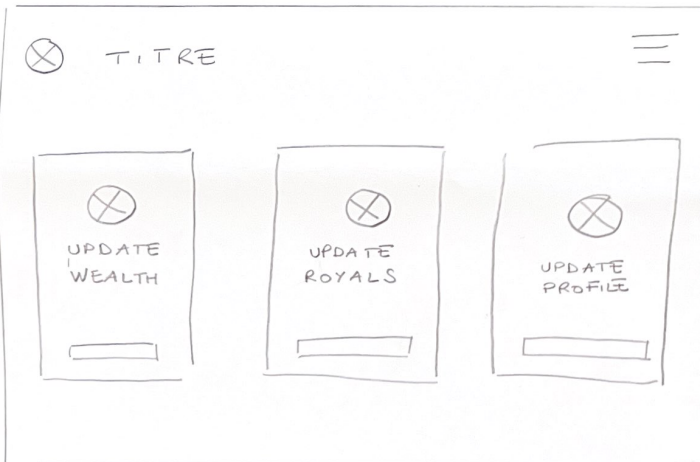 TITRE
UPDATE
WEALTH
UPDATE
ROYALS
UPDATE
PROFILE